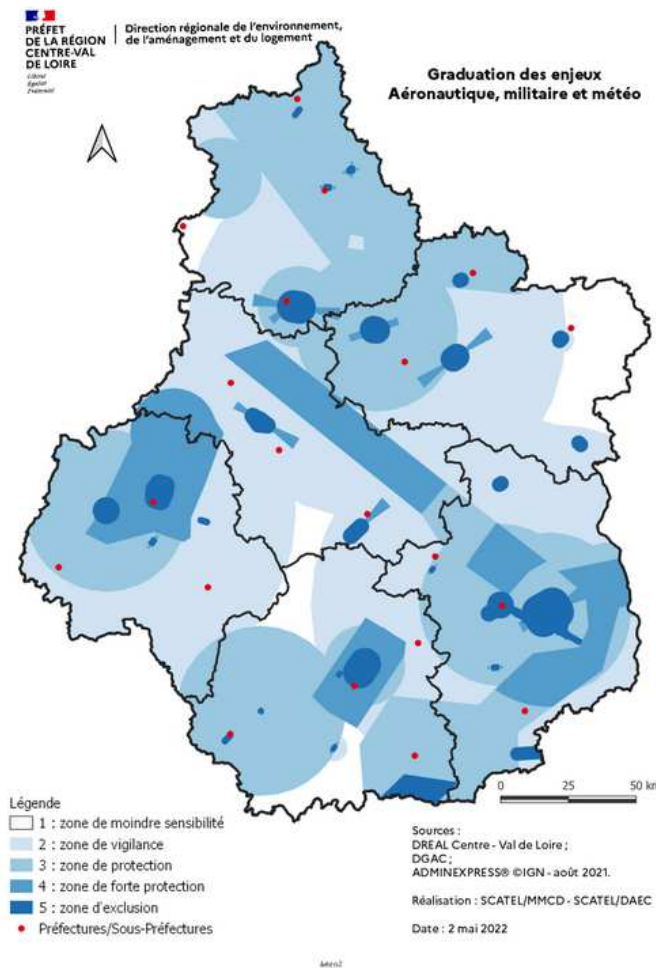 PRÉFET
DE LA RÉGION
CENTRE-VAL
DE LOIRE
Liberté
Égalité
Fraternité
Direction régionale de l'environnement,
de l'aménagement et du logement
Graduation des enjeux
Aéronautique, militaire et météo
0 25 50 km
Légende
1 : zone de moindre sensibilité
2 : zone de vigilance
3 : zone de protection
4 : zone de forte protection
5 : zone d'exclusion
Préfectures/Sous-Préfectures
Sources :
DREAL Centre - Val de Loire ;
DGAC ;
ADMINEXPRESS® ©IGN - août 2021.
Réalisation : SCATEL/MMCD - SCATEL/DAEC
Date : 2 mai 2022